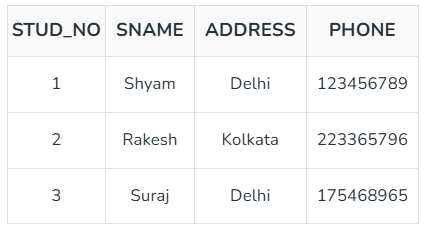 STUD_NO SNAME ADDRESS PHONE
1 Shyam Delhi 123456789
2 Rakesh Kolkata 223365796
3 Suraj Delhi 175468965